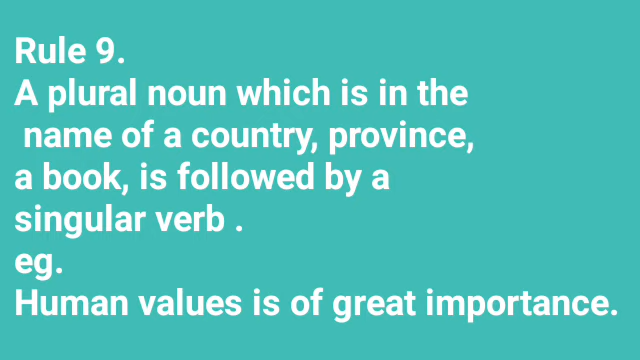 Rule 9.
A plural noun which is in the
name of a country, province,
a book, is followed by a
singular verb .
eg.
Human values is of great importance.